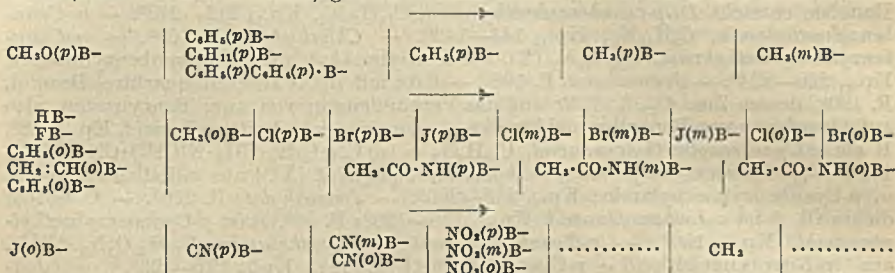 CH₃O(p)B– | C₆H₅(p)B– | C₂H₅(p)B– | CH₃(p)B– | CH₃(m)B–
C₆H₁₁(p)B–
C₆H₅(p)C₆H₄(p)·B–
HB– | CH₃(o)B– | Cl(p)B– | Br(p)B– | J(p)B– | Cl(m)B– | Br(m)B– | J(m)B– | Cl(o)B– | Br(o)B–
FB–
C₂H₅(o)B–
CH₂:CH(o)B– | CH₃·CO·NH(p)B– | CH₃·CO·NH(m)B– | CH₃·CO·NH(o)B–
C₆H₅(o)B–
J(o)B– | CN(p)B– | CN(m)B– | NO₂(p)B– | .......... | CH₃ | ..........
CN(o)B– | NO₂(m)B–
NO₂(o)B–